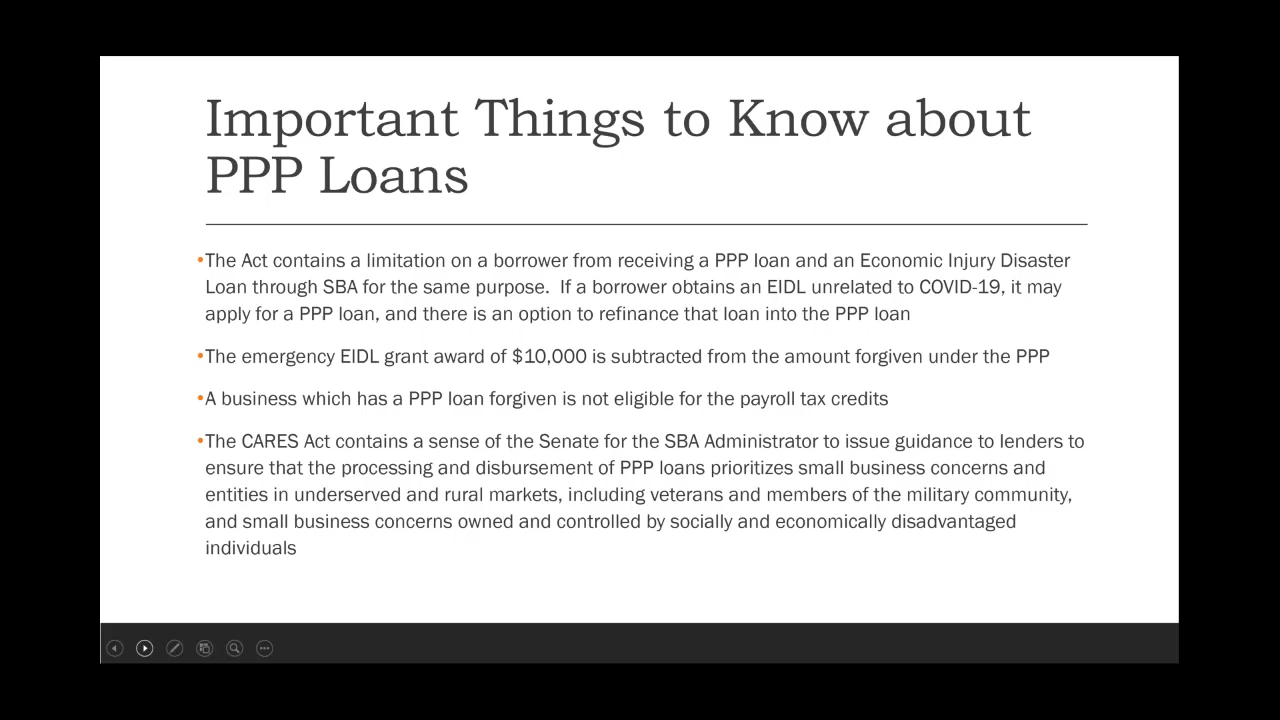 Important Things to Know about
PPP Loans
•The Act contains a limitation on a borrower from receiving a PPP loan and an Economic Injury Disaster
Loan through SBA for the same purpose.  If a borrower obtains an EIDL unrelated to COVID-19, it may
apply for a PPP loan, and there is an option to refinance that loan into the PPP loan
•The emergency EIDL grant award of $10,000 is subtracted from the amount forgiven under the PPP
•A business which has a PPP loan forgiven is not eligible for the payroll tax credits
•The CARES Act contains a sense of the Senate for the SBA Administrator to issue guidance to lenders to
ensure that the processing and disbursement of PPP loans prioritizes small business concerns and
entities in underserved and rural markets, including veterans and members of the military community,
and small business concerns owned and controlled by socially and economically disadvantaged
individuals